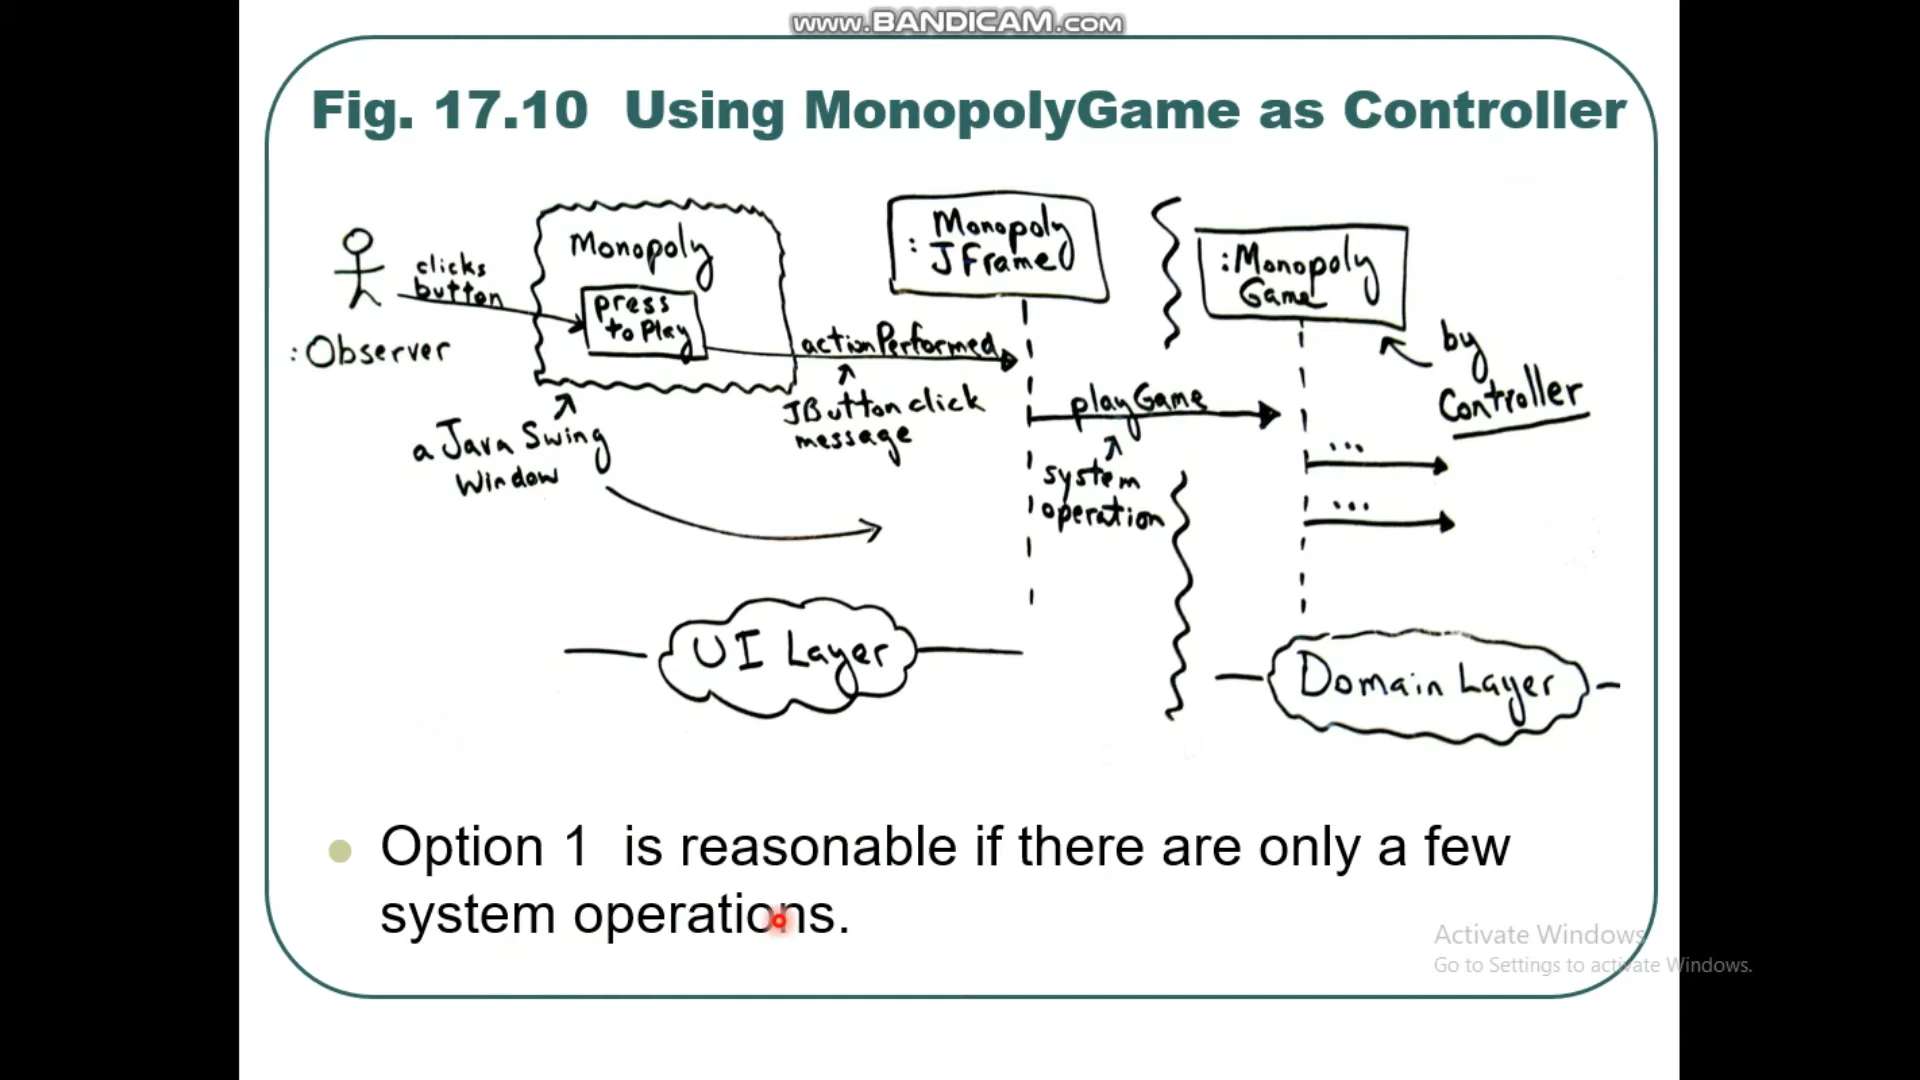 www.BANDICAM.com
Fig. 17.10 Using MonopolyGame as Controller
:Observer
clicks
button
Monopoly
press
to Play
a Java Swing
Window
actionPerformed
JButton click
message
Monopoly
: JFrame
playGame
system
operation
:Monopoly
Game
by
Controller
...
...
UI Layer
Domain Layer
Option 1 is reasonable if there are only a few
system operations.
Activate Windows
Go to Settings to activate Windows.